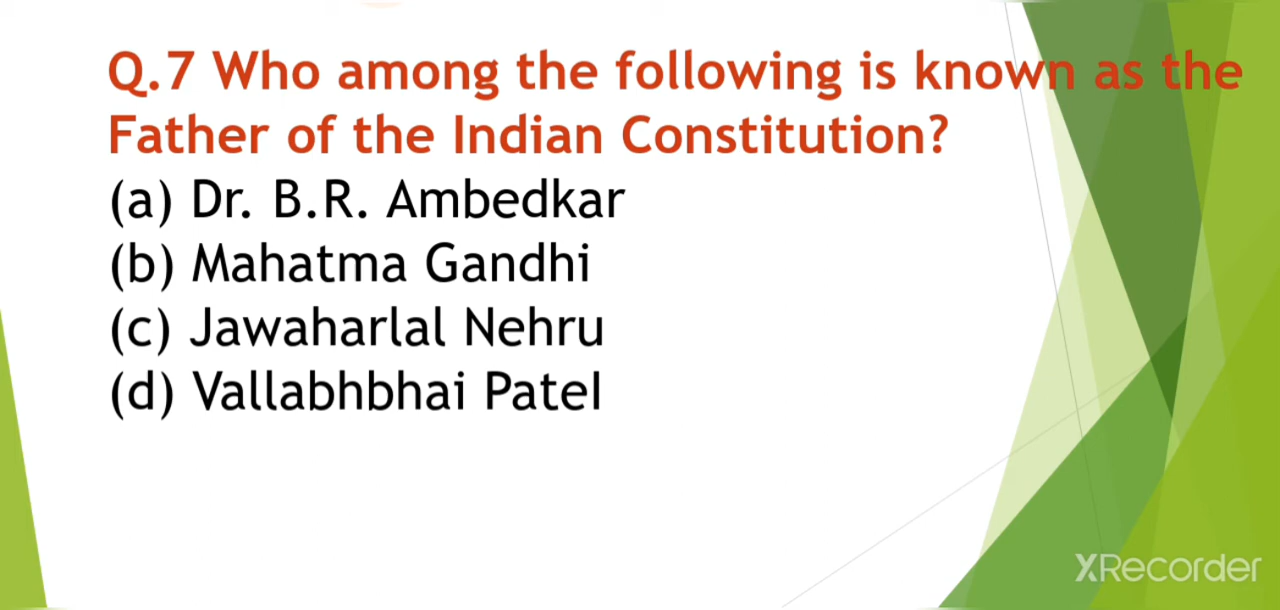 Q.7 Who among the following is known as the
Father of the Indian Constitution?
(a) Dr. B.R. Ambedkar
(b) Mahatma Gandhi
(c) Jawaharlal Nehru
(d) Vallabhbhai Patel
XRecorder